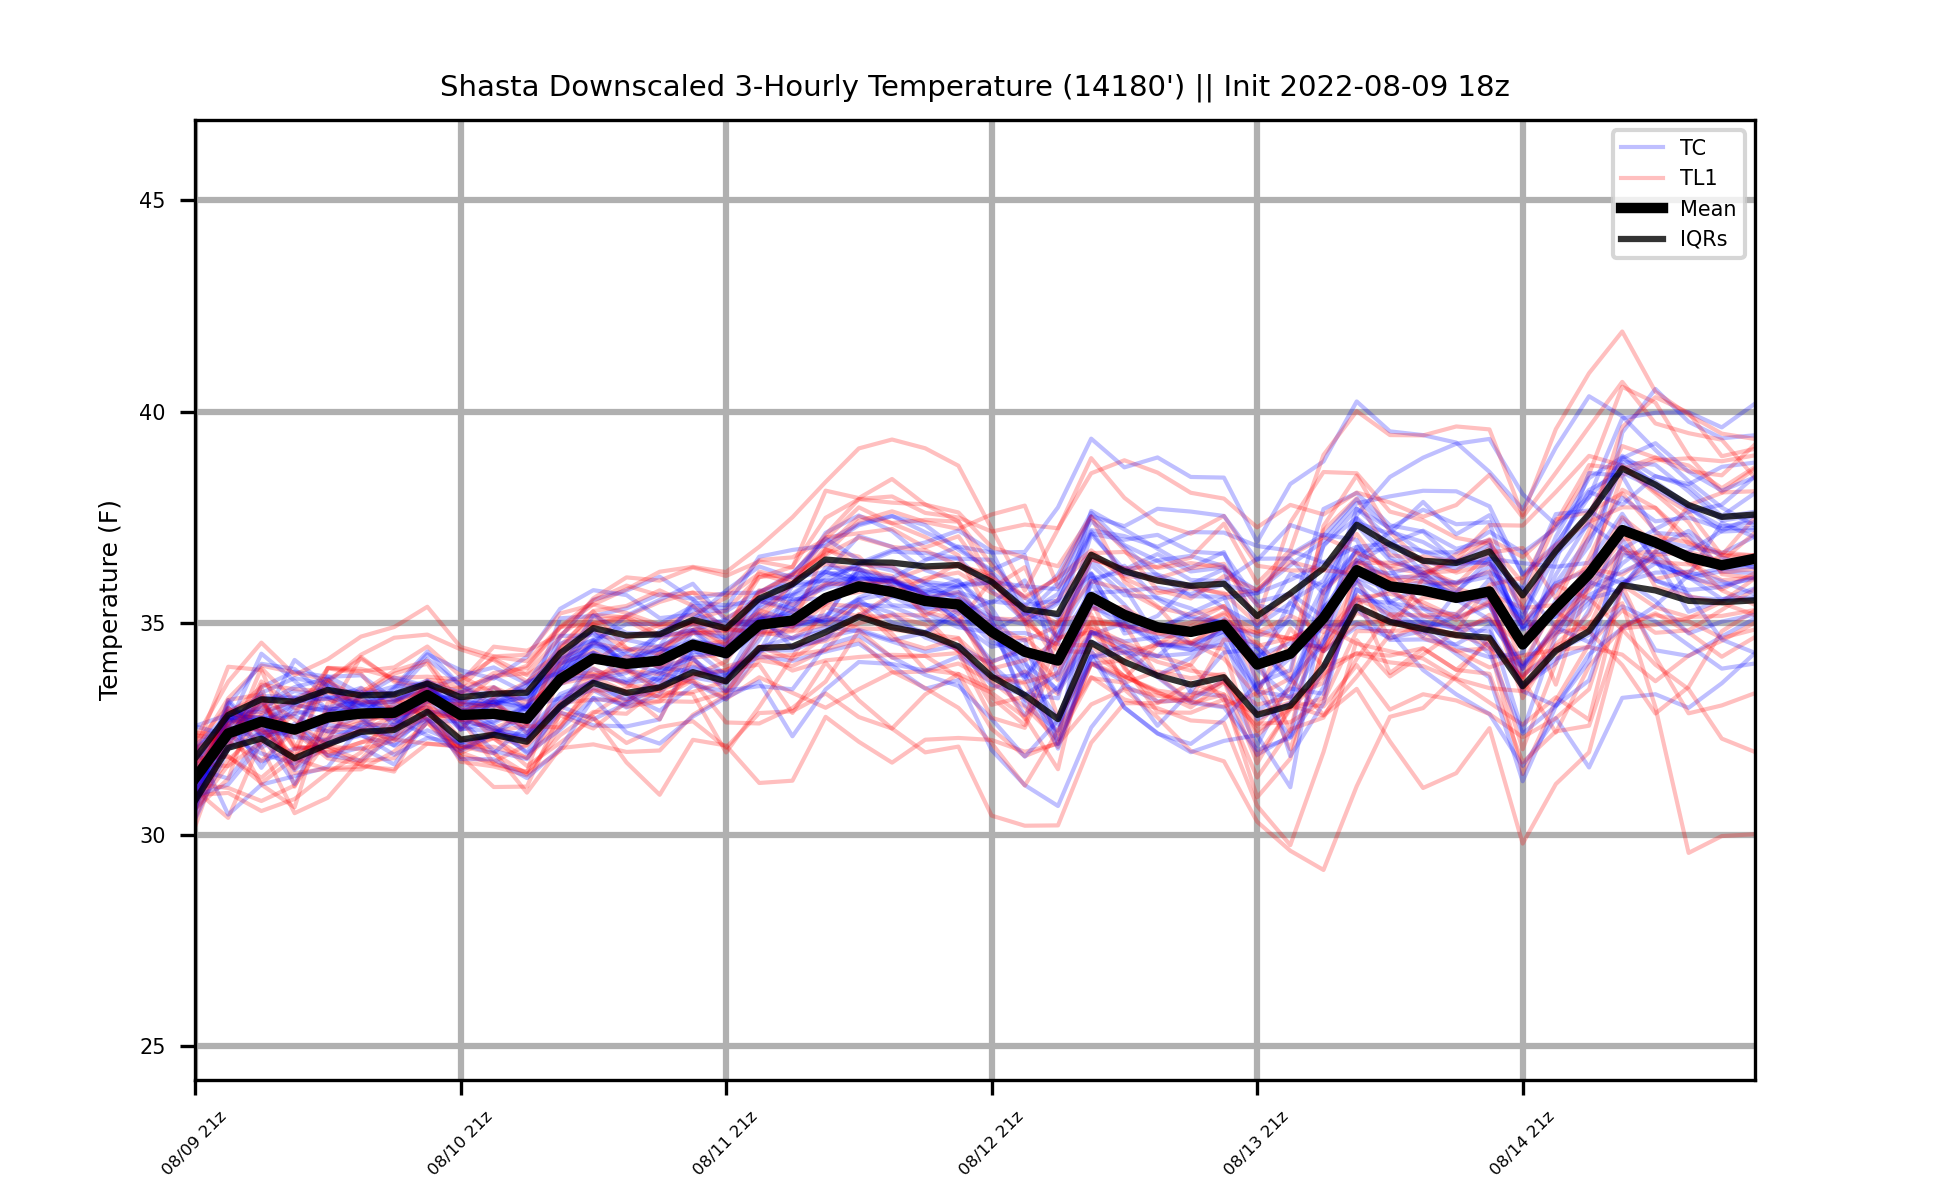 Shasta Downscaled 3-Hourly Temperature (14180') || Init 2022-08-09 18z
TC
TL1
Mean
IQRs
Temperature (F)
45
40
35
30
25
08/09 21z
08/10 21z
08/11 21z
08/12 21z
08/13 21z
08/14 21z